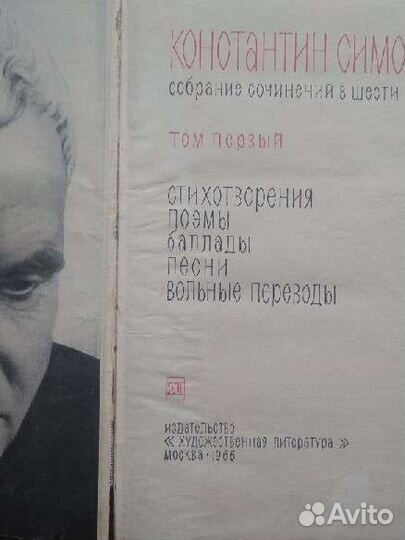 КОНСТАНТИН СИМО
СОБРАНИЕ СОЧИНЕНИЙ В ШЕСТИ
ТОМ ПЕРВЫЙ
СТИХОТВОРЕНИЯ
ПОЭМЫ
БАЛЛАДЫ
ПЕСНИ
ВОЛЬНЫЕ ПЕРЕВОДЫ
ИЗДАТЕЛЬСТВО
« ХУДОЖЕСТВЕННАЯ ЛИТЕРАТУРА »
МОСКВА · 1966
Avito